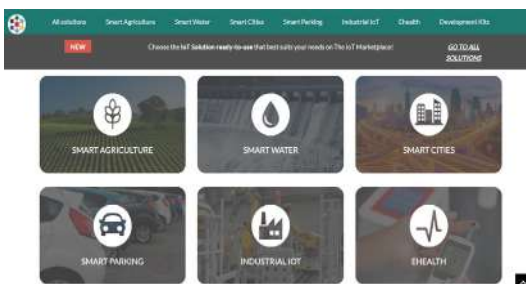 All solutions Smart Agriculture Smart Water Smart Cities Smart Parking Industrial IoT Ehealth Development Kits
NEW Choose the IoT Solution ready-to-use that best suits your needs on The IoT Marketplace! GO TO ALL
SOLUTIONS
SMART AGRICULTURE SMART WATER SMART CITIES
SMART PARKING INDUSTRIAL IOT EHEALTH